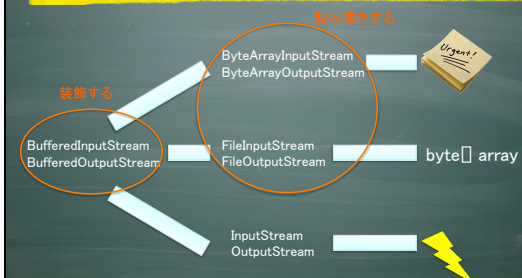 読み書きする
ByteArrayInputStream
ByteArrayOutputStream
Urgent!
装飾する
BufferedInputStream
BufferedOutputStream
FileInputStream
FileOutputStream
byte[] array
InputStream
OutputStream